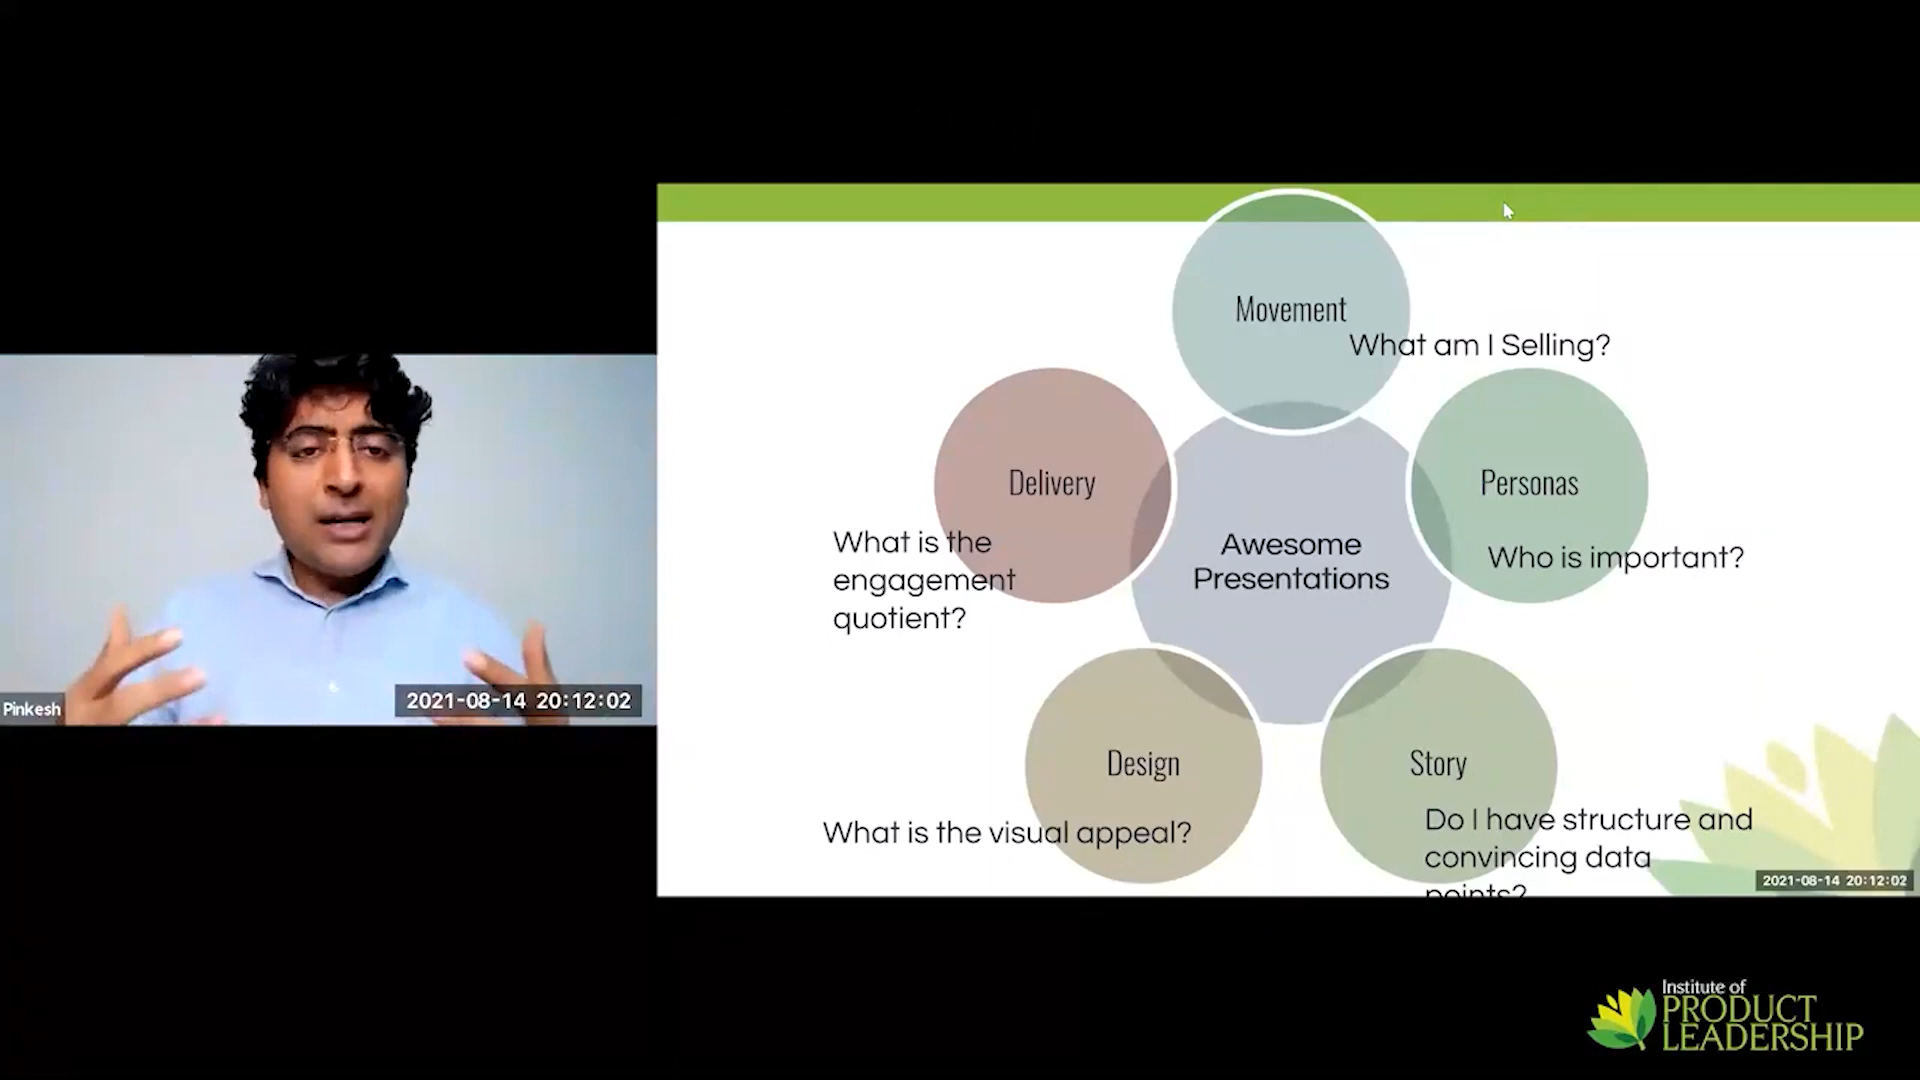 Movement
What am I Selling?
Delivery
Personas
What is the
engagement
quotient?
Awesome
Presentations
Who is important?
Design
Story
What is the visual appeal?
Do I have structure and
convincing data
points?
Pinkesh
2021-08-14 20:12:02
2021-08-14 20:12:02
Institute of
PRODUCT
LEADERSHIP